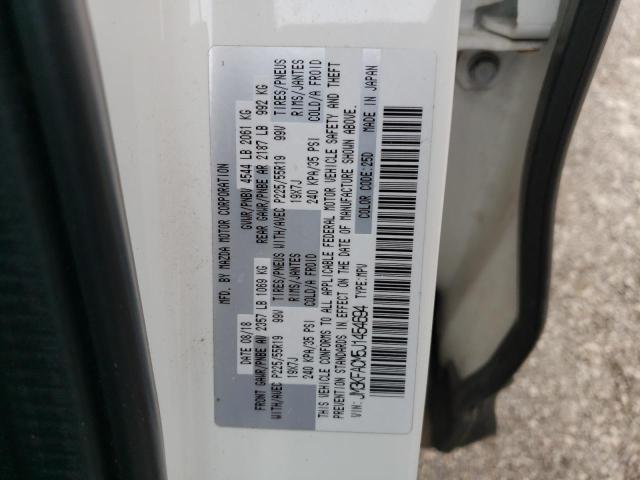 MFD. BY MAZDA MOTOR CORPORATION
DATE 08/18 GVWR/PNBV 4544 LB 2061 KG
FRONT GAWR/PNBE AV 2357 LB 1069 KG REAR GAWR/PNBE AR 2187 LB 992 KG
WITH/AVEC P225/55R19 99V TIRES/PNEUS WITH/AVEC P225/55R19 99V TIRES/PNEUS
19X7J RIMS/JANTES 19X7J RIMS/JANTES
240 KPA/35 PSI COLD/A FROID 240 KPA/35 PSI COLD/A FROID
THIS VEHICLE CONFORMS TO ALL APPLICABLE FEDERAL MOTOR VEHICLE SAFETY AND THEFT
PREVENTION STANDARDS IN EFFECT ON THE DATE OF MANUFACTURE SHOWN ABOVE.
VIN: JM3KFACM5J1454694 TYPE:MPV COLOR CODE:25D MADE IN JAPAN